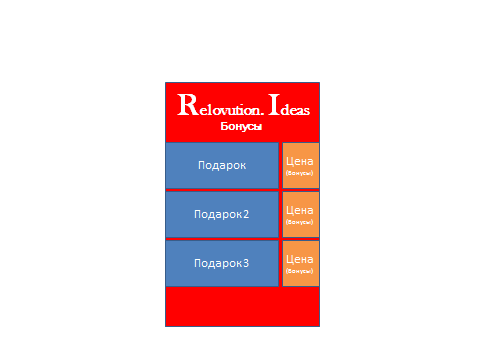 Relovution. Ideas
Бонусы
Подарок
Цена
(Бонусы)
Подарок2
Цена
(Бонусы)
Подарок3
Цена
(Бонусы)